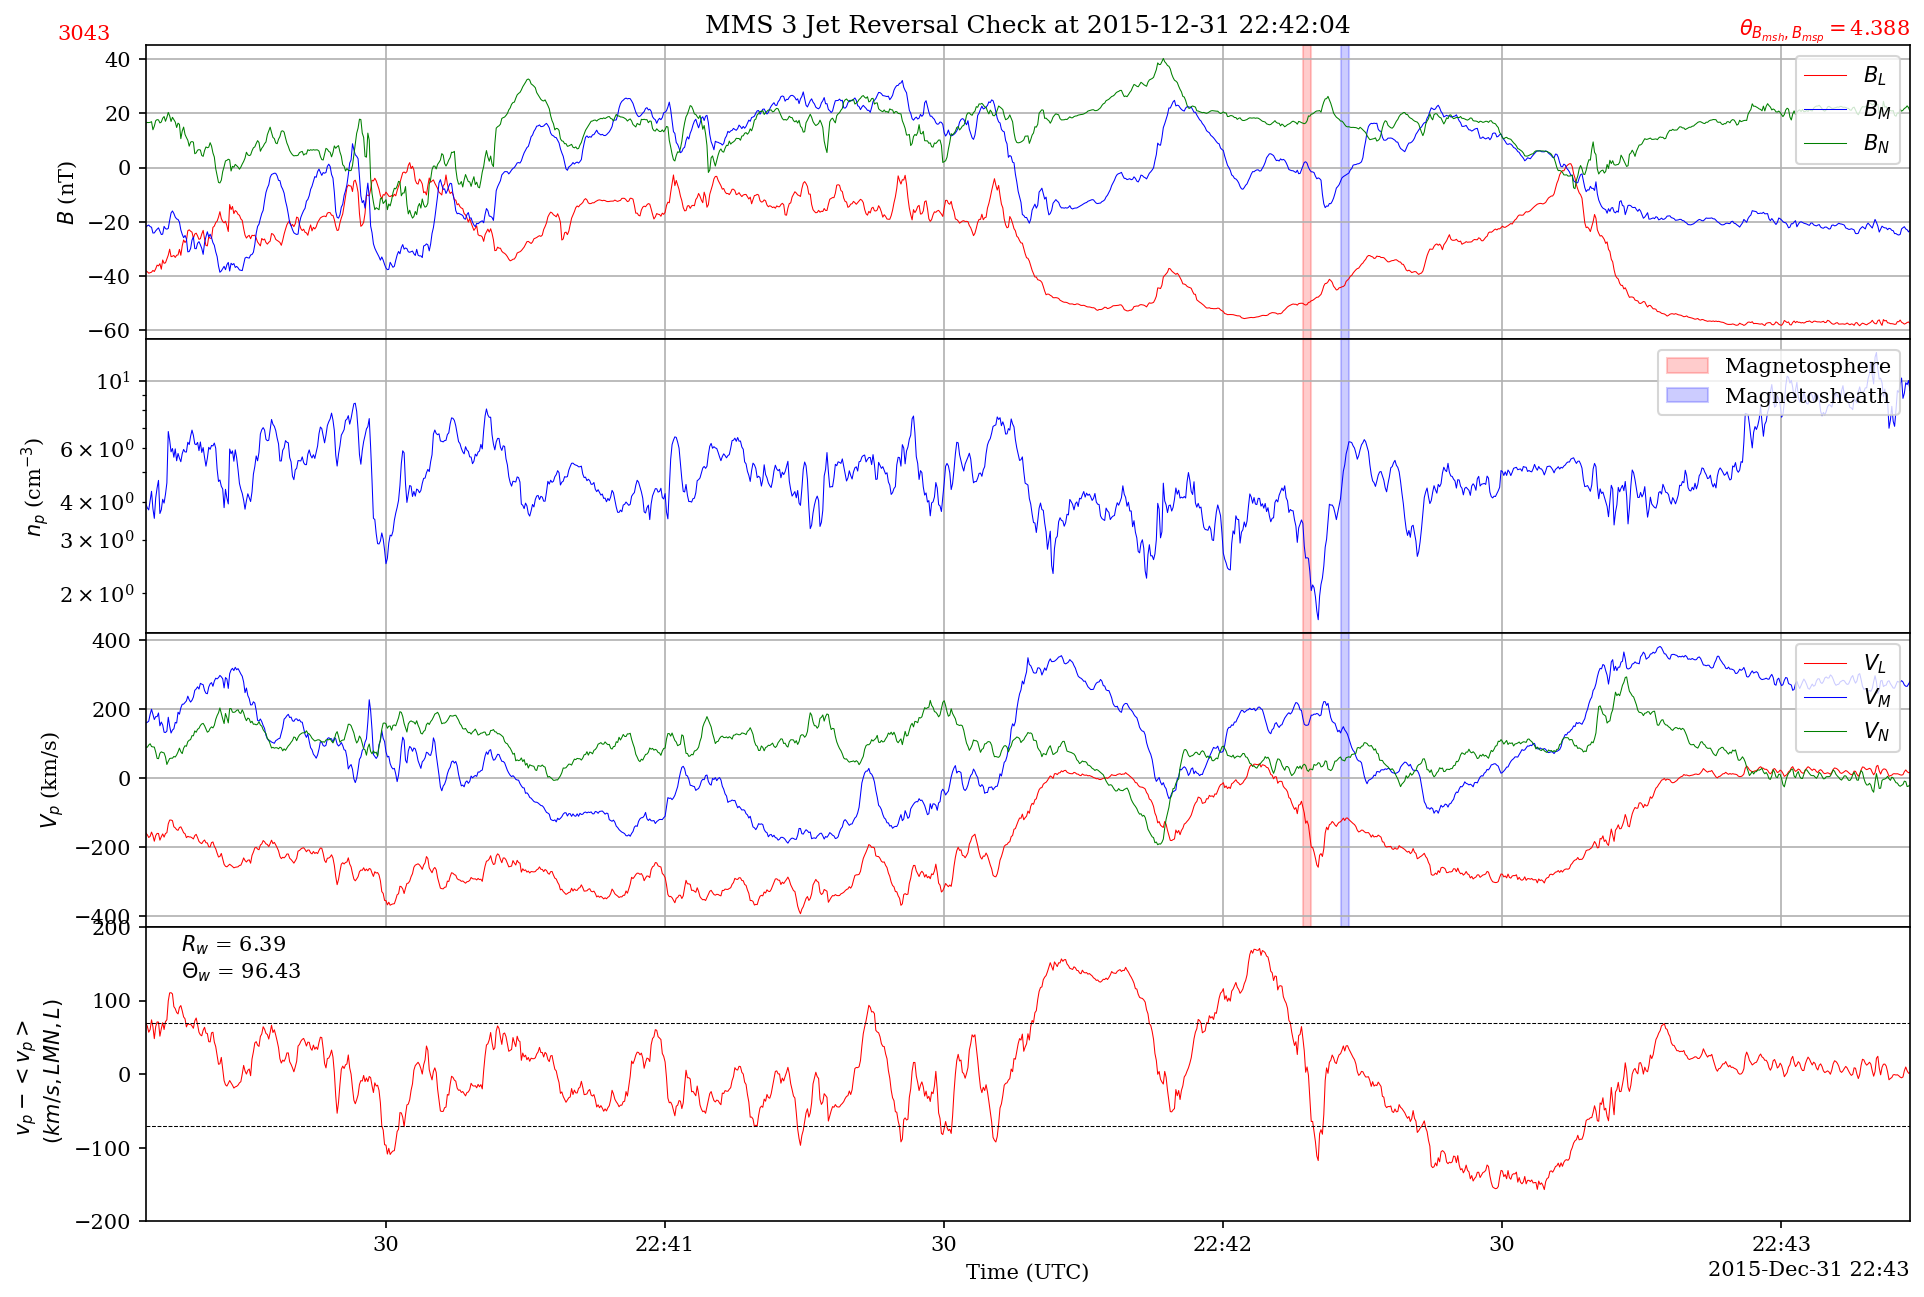 MMS 3 Jet Reversal Check at 2015-12-31 22:42:04
3043
θ_{B_{msh}, B_{msp}} = 4.388
40
20
0
−20
−40
−60
B (nT)
B_L
B_M
B_N
10^1
6 × 10^0
4 × 10^0
3 × 10^0
2 × 10^0
n_p (cm^{−3})
Magnetosphere
Magnetosheath
400
200
0
−200
−400
V_p (km/s)
V_L
V_M
V_N
200
100
0
−100
−200
v_p − < v_p >
(km/s, LMN, L)
R_w = 6.39
Θ_w = 96.43
30
22:41
30
22:42
30
22:43
Time (UTC)
2015-Dec-31 22:43